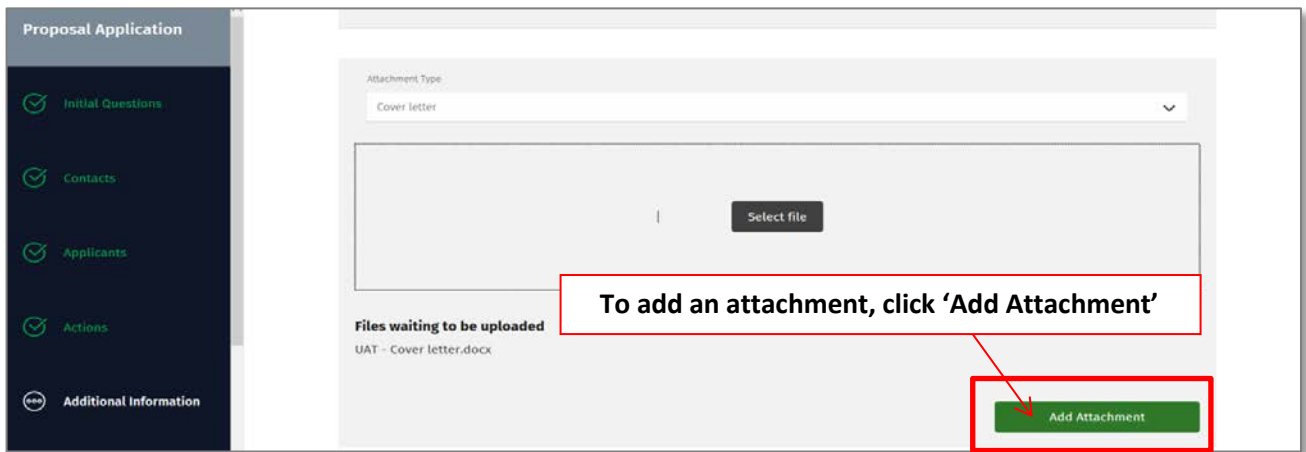 Proposal Application
Initial Questions
Contacts
Applicants
Actions
Additional Information
Attachment Type
Cover letter
Select file
To add an attachment, click ‘Add Attachment’
Files waiting to be uploaded
UAT - Cover letter.docx
Add Attachment